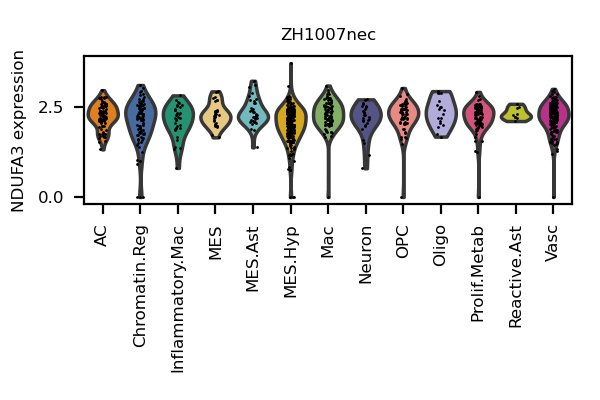 ZH1007nec
NDUFA3 expression
2.5
0.0
AC
Chromatin.Reg
Inflammatory.Mac
MES
MES.Ast
MES.Hyp
Mac
Neuron
OPC
Oligo
Prolif.Metab
Reactive.Ast
Vasc